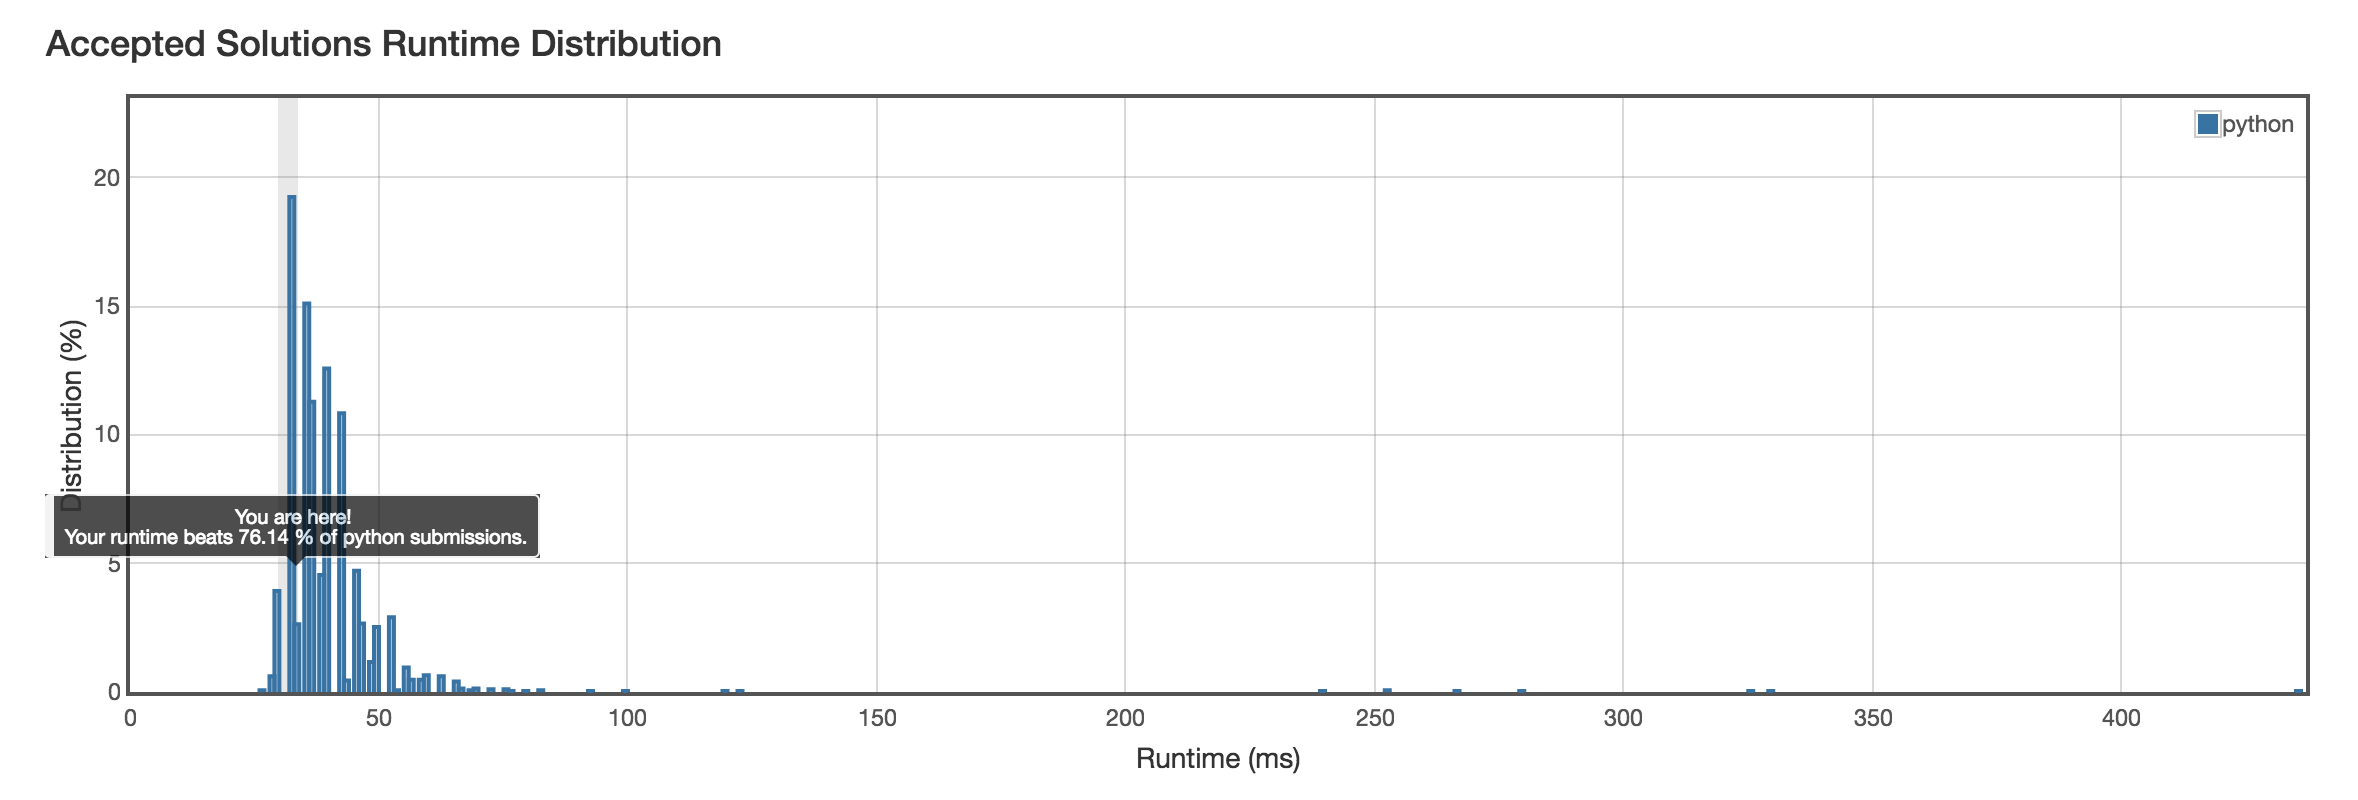 Accepted Solutions Runtime Distribution
python
20
15
10
5
0
Distribution (%)
You are here!
Your runtime beats 76.14 % of python submissions.
0 50 100 150 200 250 300 350 400
Runtime (ms)